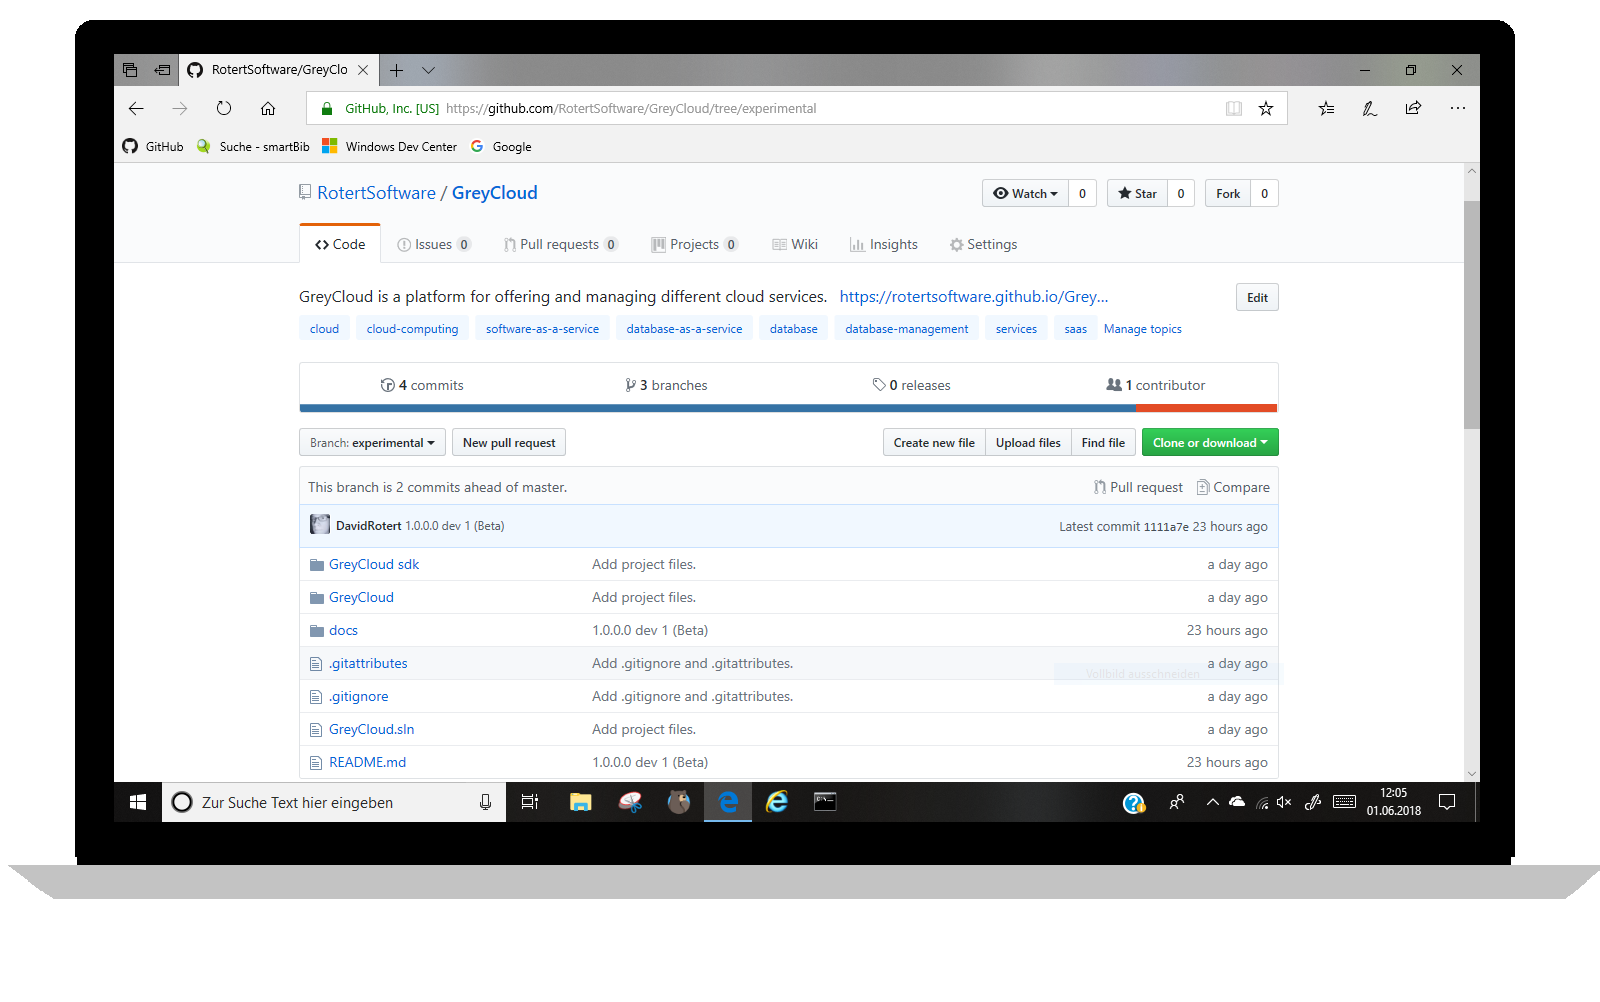 RotertSoftware/GreyClo
GitHub, Inc. [US] https://github.com/RotertSoftware/GreyCloud/tree/experimental
GitHub Suche - smartBib Windows Dev Center Google
RotertSoftware / GreyCloud Watch 0 Star 0 Fork 0
Code Issues 0 Pull requests 0 Projects 0 Wiki Insights Settings
GreyCloud is a platform for offering and managing different cloud services. https://rotertsoftware.github.io/Grey... Edit
cloud cloud-computing software-as-a-service database-as-a-service database database-management services saas Manage topics
4 commits 3 branches 0 releases 1 contributor
Branch: experimental New pull request Create new file Upload files Find file Clone or download
This branch is 2 commits ahead of master. Pull request Compare
DavidRotert 1.0.0.0 dev 1 (Beta) Latest commit 1111a7e 23 hours ago
GreyCloud sdk Add project files. a day ago
GreyCloud Add project files. a day ago
docs 1.0.0.0 dev 1 (Beta) 23 hours ago
.gitattributes Add .gitignore and .gitattributes. a day ago
Vollbild ausschneiden
.gitignore Add .gitignore and .gitattributes. a day ago
GreyCloud.sln Add project files. a day ago
README.md 1.0.0.0 dev 1 (Beta) 23 hours ago
Zur Suche Text hier eingeben 12:05
01.06.2018